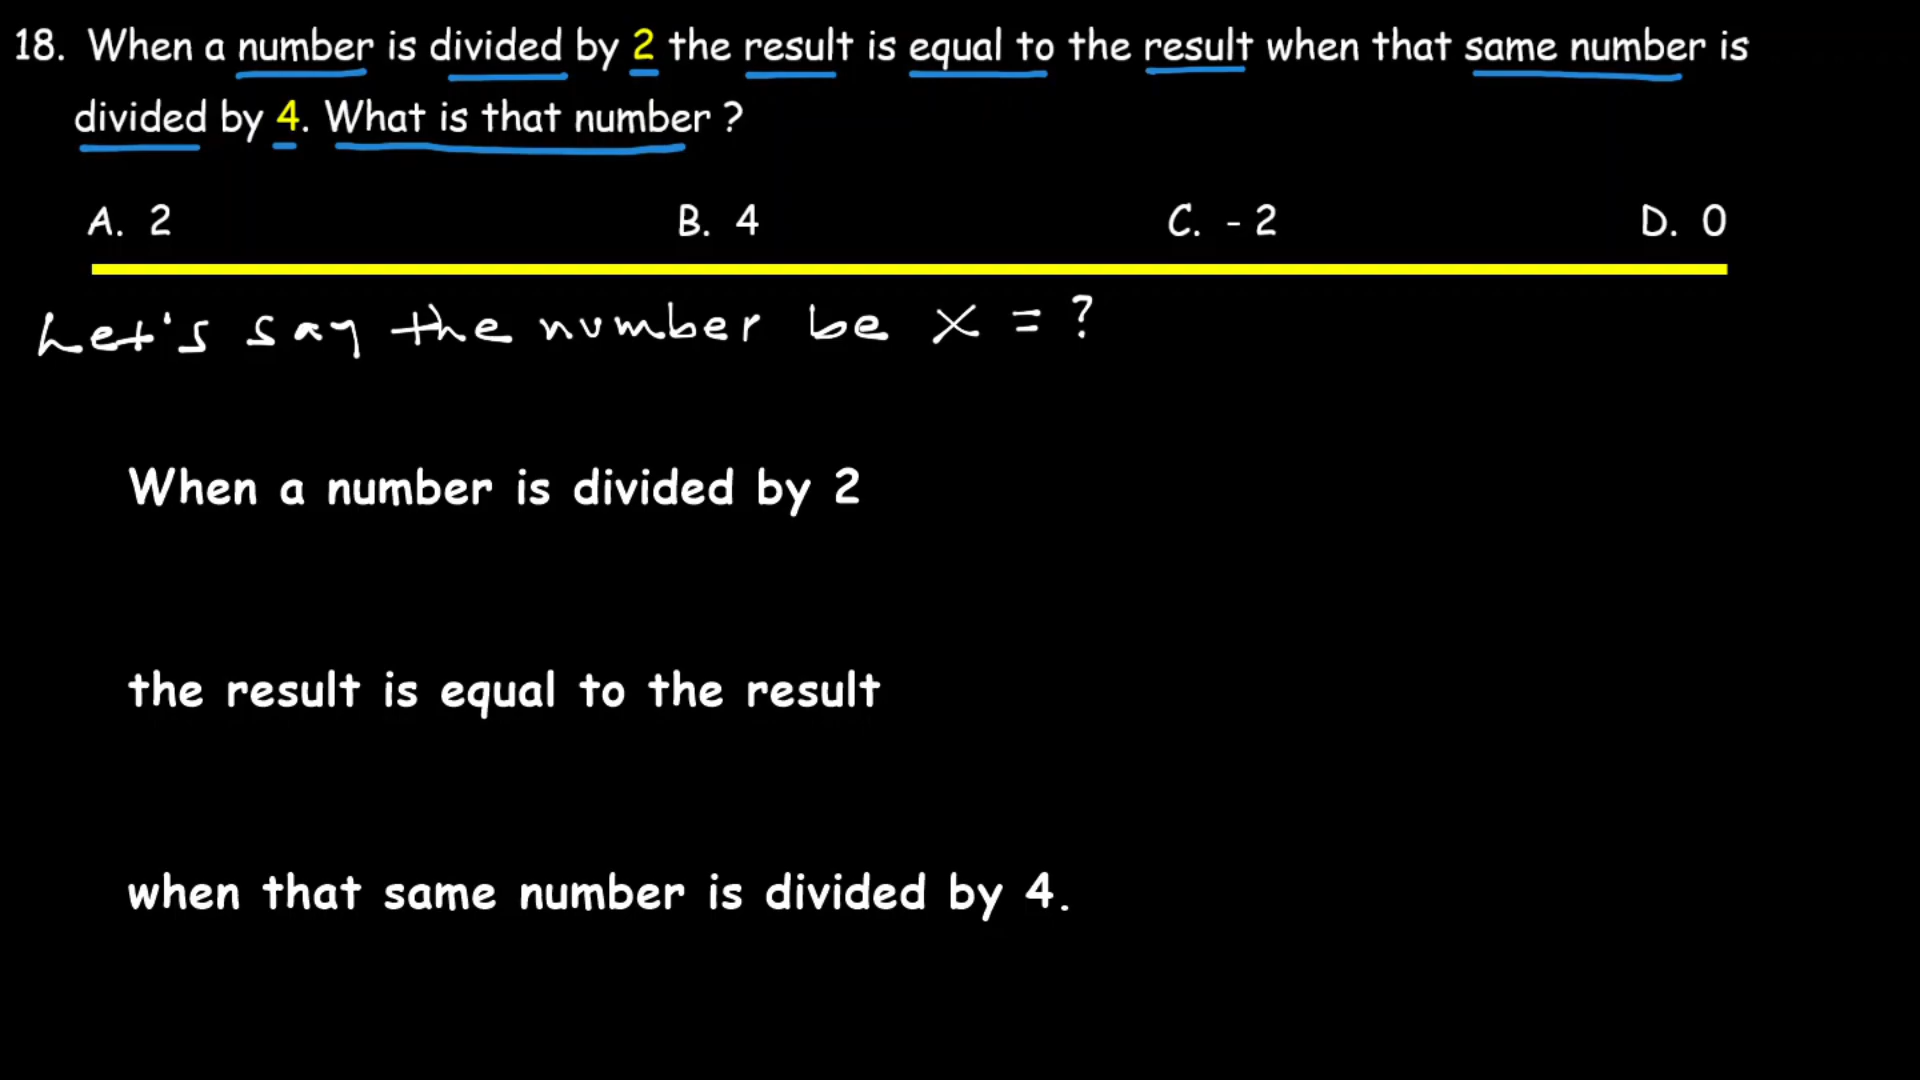 18. When a number is divided by 2 the result is equal to the result when that same number is
divided by 4. What is that number ?
A. 2 B. 4 C. - 2 D. 0
Let's say the number be x = ?
When a number is divided by 2
the result is equal to the result
when that same number is divided by 4.